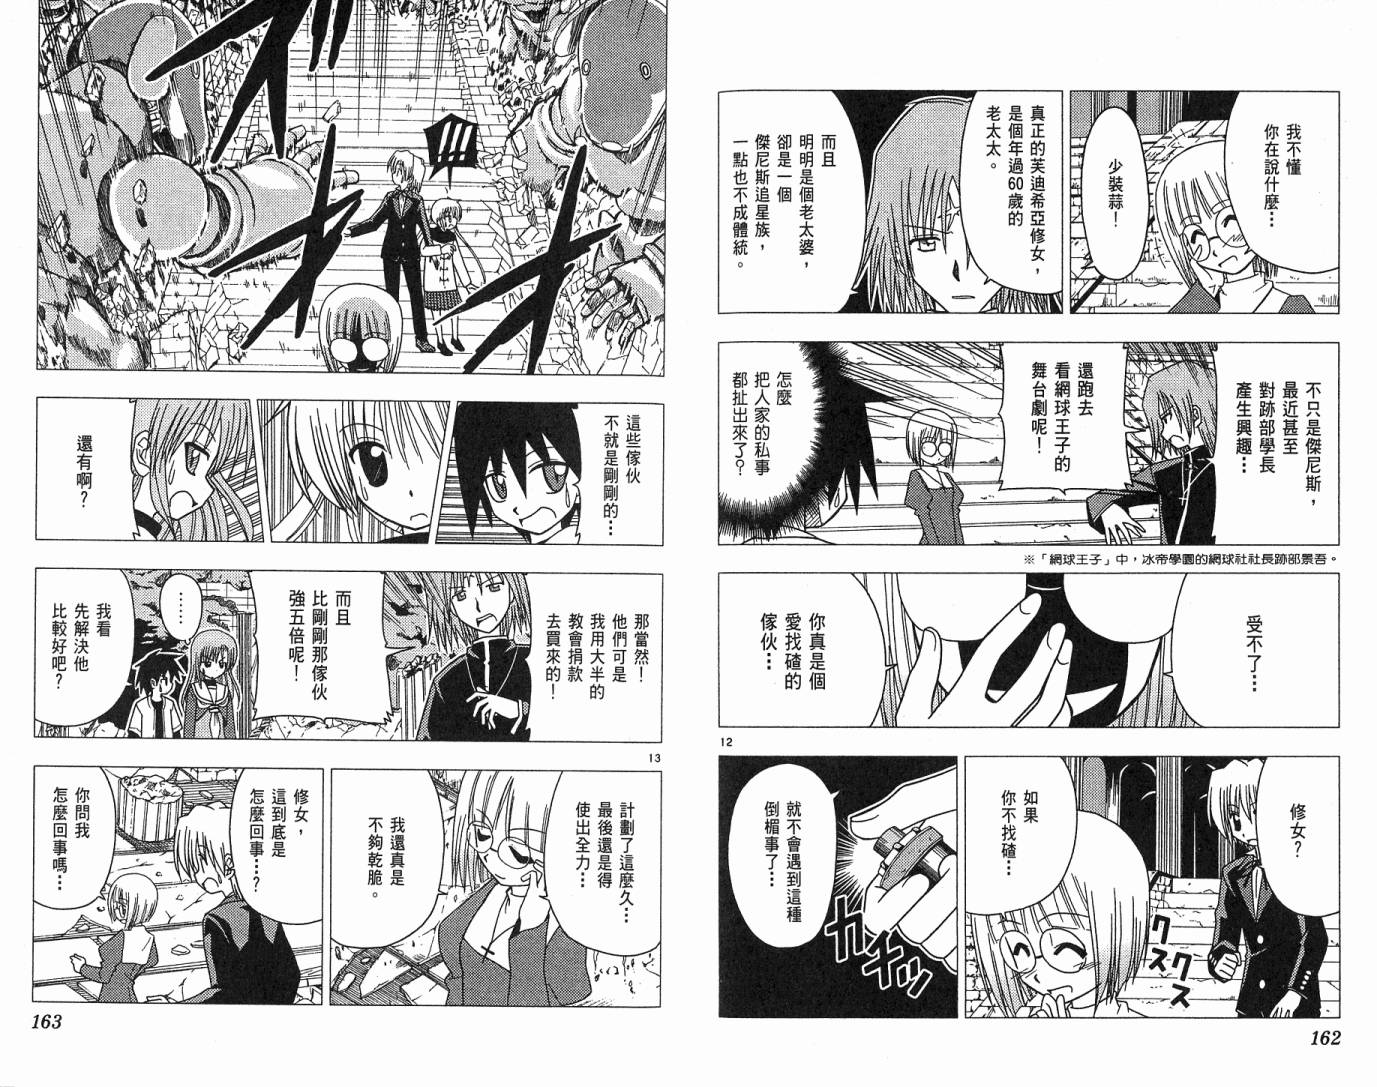 我不懂
你在說什麼…
少裝蒜！
真正的芙迪希亞修女，
是個年過60歲的
老太太。
而且
明明是個老太婆，
卻是一個
傑尼斯追星族，
一點也不成體統。
不只是傑尼斯，
最近甚至
對跡部學長
產生興趣…
還跑去
看網球王子的
舞台劇呢！
怎麼
把人家的私事
都扯出來了？
※「網球王子」中，冰帝學園的網球社社長跡部景吾。
受不了…
你真是個
愛找碴的
傢伙…
12
修女？
クスクス
如果
你不找碴…
就不會遇到這種
倒楣事了…
カチッ
162
!!!
這些傢伙
不就是剛剛的…
還有啊？
那當然！
他們可是
我用大半的
教會捐款
去買來的！
而且
比剛剛那傢伙
強五倍呢！
……
我看
先解決他
比較好吧？
13
計劃了這麼久…
最後還是得
使出全力…
我還真是
不夠乾脆。
修女，
這到底是
怎麼回事…？
你問我
怎麼回事嗎…
163